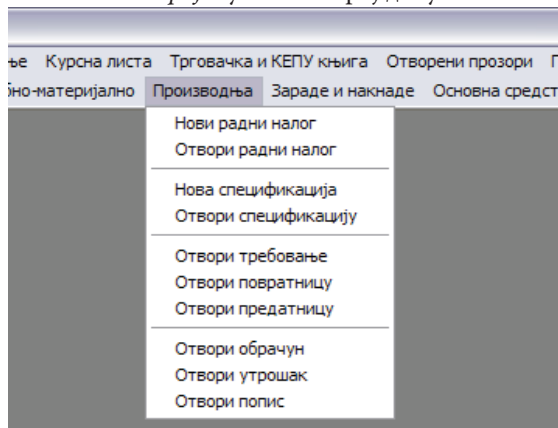 Курсна листа Трговачка и КЕПУ књига Отворени прозори
Производња Зараде и накнаде Основна
Нови радни налог
Отвори радни налог
Нова спецификација
Отвори спецификацију
Отвори требовање
Отвори повратницу
Отвори предатницу
Отвори обрачун
Отвори утрошак
Отвори попис